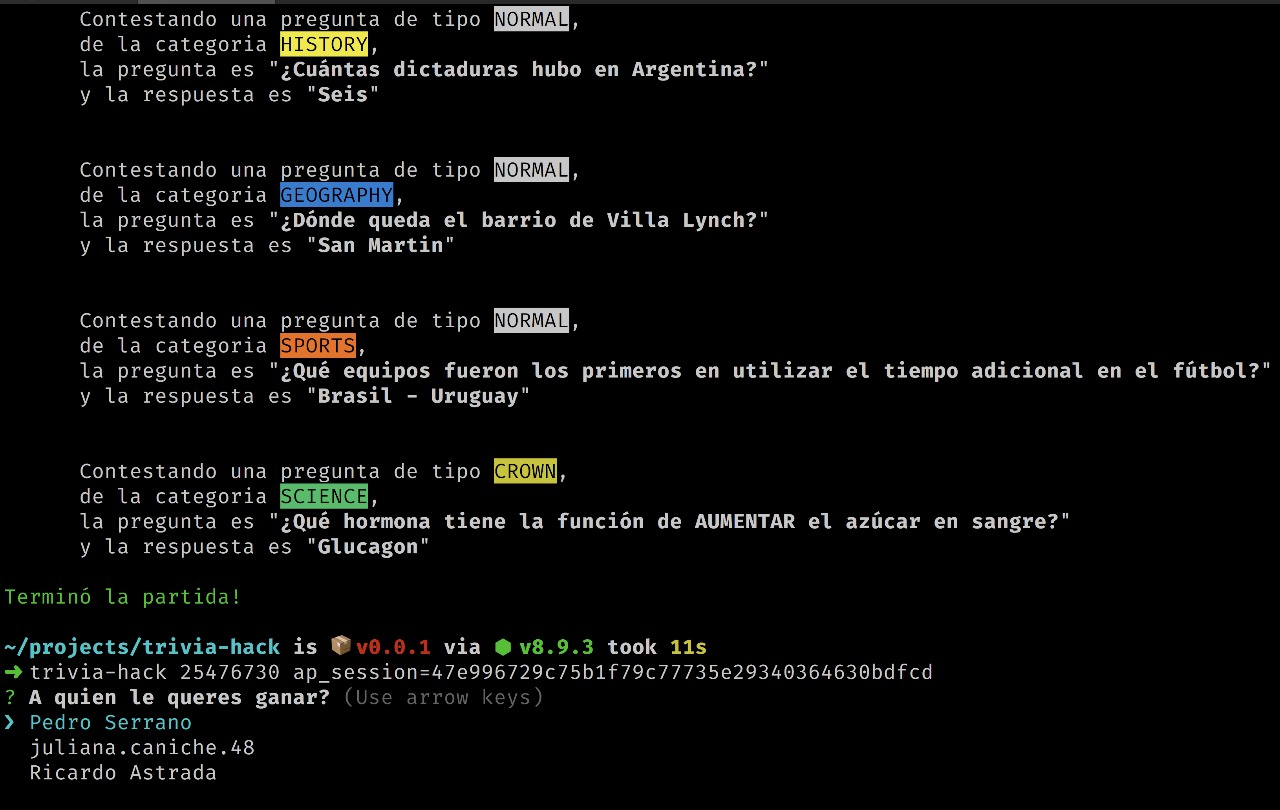 Contestando una pregunta de tipo NORMAL,
de la categoria HISTORY,
la pregunta es "¿Cuántas dictaduras hubo en Argentina?"
y la respuesta es "Seis"
Contestando una pregunta de tipo NORMAL,
de la categoria GEOGRAPHY,
la pregunta es "¿Dónde queda el barrio de Villa Lynch?"
y la respuesta es "San Martin"
Contestando una pregunta de tipo NORMAL,
de la categoria SPORTS,
la pregunta es "¿Qué equipos fueron los primeros en utilizar el tiempo adicional en el fútbol?"
y la respuesta es "Brasil - Uruguay"
Contestando una pregunta de tipo CROWN,
de la categoria SCIENCE,
la pregunta es "¿Qué hormona tiene la función de AUMENTAR el azúcar en sangre?"
y la respuesta es "Glucagon"
Terminó la partida!
~/projects/trivia-hack is 📦v0.0.1 via ⬢ v8.9.3 took 11s
➜ trivia-hack 25476730 ap_session=47e996729c75b1f79c77735e29340364630bdfcd
? A quien le queres ganar? (Use arrow keys)
❯ Pedro Serrano
juliana.caniche.48
Ricardo Astrada